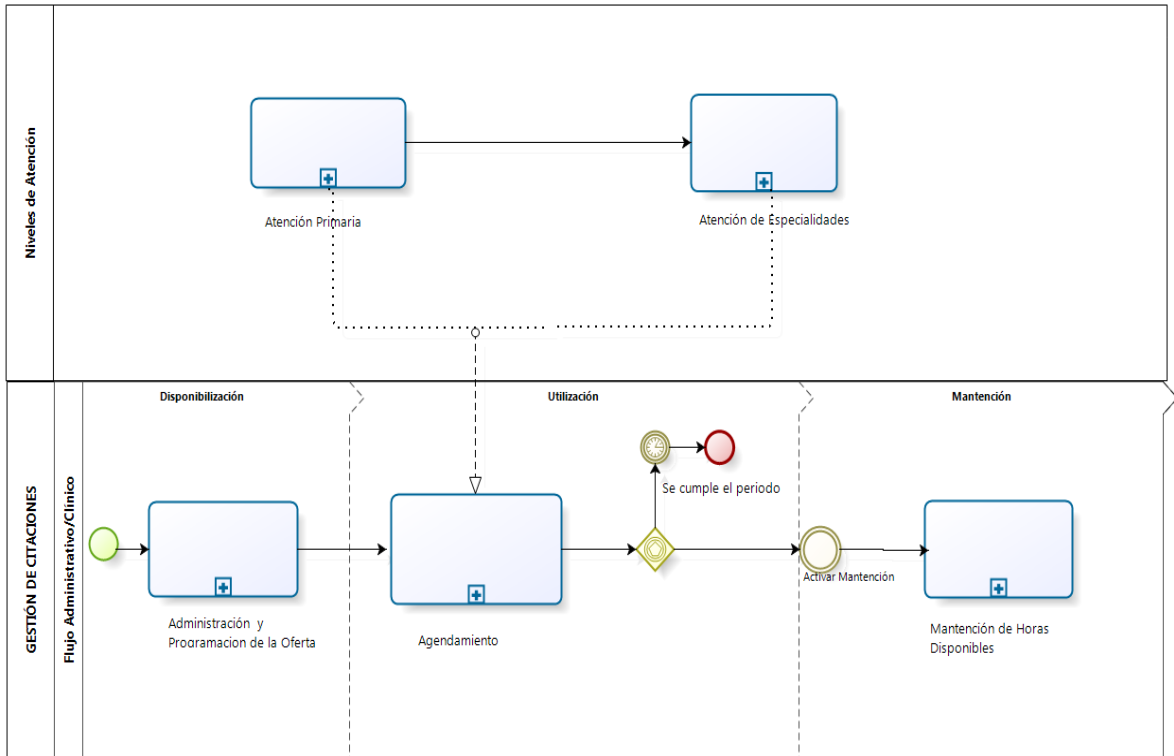 Niveles de Atención
Atención Primaria
Atención de Especialidades
GESTIÓN DE CITACIONES
Flujo Administrativo/Clínico
Disponibilización
Utilización
Mantención
Se cumple el periodo
Activar Mantención
Administración y
Programacion de la Oferta
Agendamiento
Mantención de Horas
Disponibles